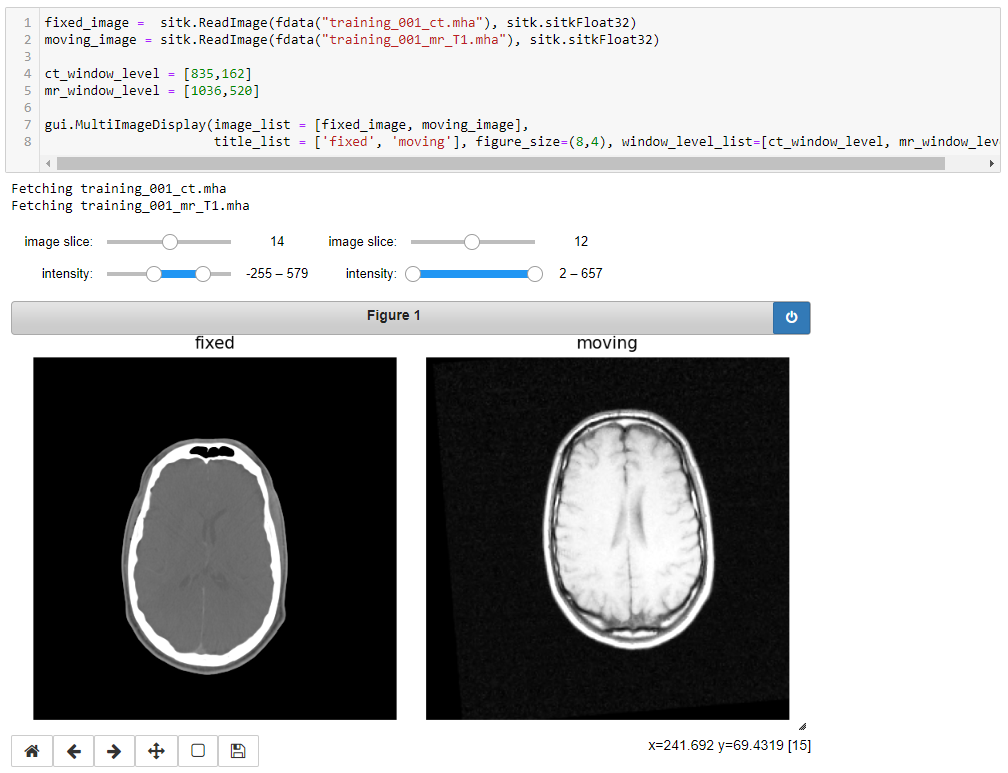 1 fixed_image =  sitk.ReadImage(fdata("training_001_ct.mha"), sitk.sitkFloat32)
2 moving_image = sitk.ReadImage(fdata("training_001_mr_T1.mha"), sitk.sitkFloat32)
3
4 ct_window_level = [835,162]
5 mr_window_level = [1036,520]
6
7 gui.MultiImageDisplay(image_list = [fixed_image, moving_image],
8                       title_list = ['fixed', 'moving'], figure_size=(8,4), window_level_list=[ct_window_level, mr_window_lev
Fetching training_001_ct.mha
Fetching training_001_mr_T1.mha
image slice: 14 image slice: 12
intensity: -255 – 579 intensity: 2 – 657
Figure 1
fixed moving
x=241.692 y=69.4319 [15]